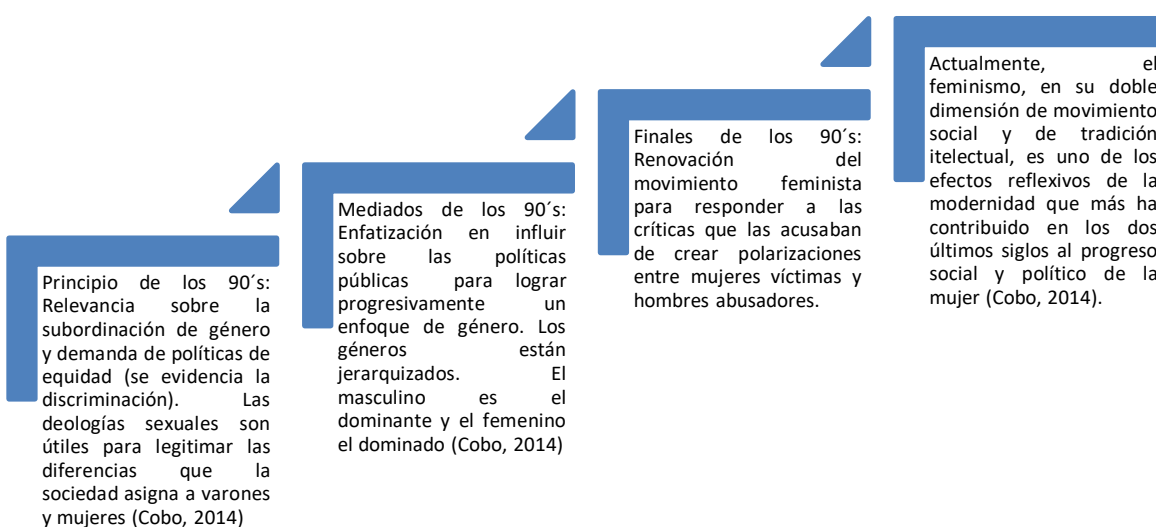 Principio de los 90´s:
Relevancia sobre la
subordinación de género
y demanda de políticas de
equidad (se evidencia la
discriminación). Las
deologías sexuales son
útiles para legitimar las
diferencias que la
sociedad asigna a varones
y mujeres (Cobo, 2014)
Mediados de los 90´s:
Enfatización en influir
sobre las políticas
públicas para lograr
progresivamente un
enfoque de género. Los
géneros están
jerarquizados. El
masculino es el
dominante y el femenino
el dominado (Cobo, 2014)
Finales de los 90´s:
Renovación del
movimiento feminista
para responder a las
críticas que las acusaban
de crear polarizaciones
entre mujeres víctimas y
hombres abusadores.
Actualmente, el
feminismo, en su doble
dimensión de movimiento
social y de tradición
itelectual, es uno de los
efectos reflexivos de la
modernidad que más ha
contribuido en los dos
últimos siglos al progreso
social y político de la
mujer (Cobo, 2014).